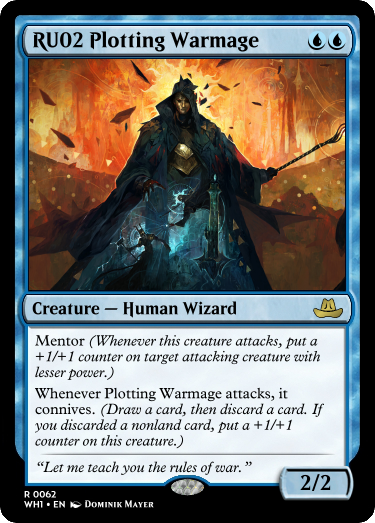 RU02 Plotting Warmage
Creature — Human Wizard
Mentor (Whenever this creature attacks, put a
+1/+1 counter on target attacking creature with
lesser power.)
Whenever Plotting Warmage attacks, it
connives. (Draw a card, then discard a card. If
you discarded a nonland card, put a +1/+1
counter on this creature.)
“Let me teach you the rules of war.”
2/2
R 0062
WH1 • EN Dominik Mayer